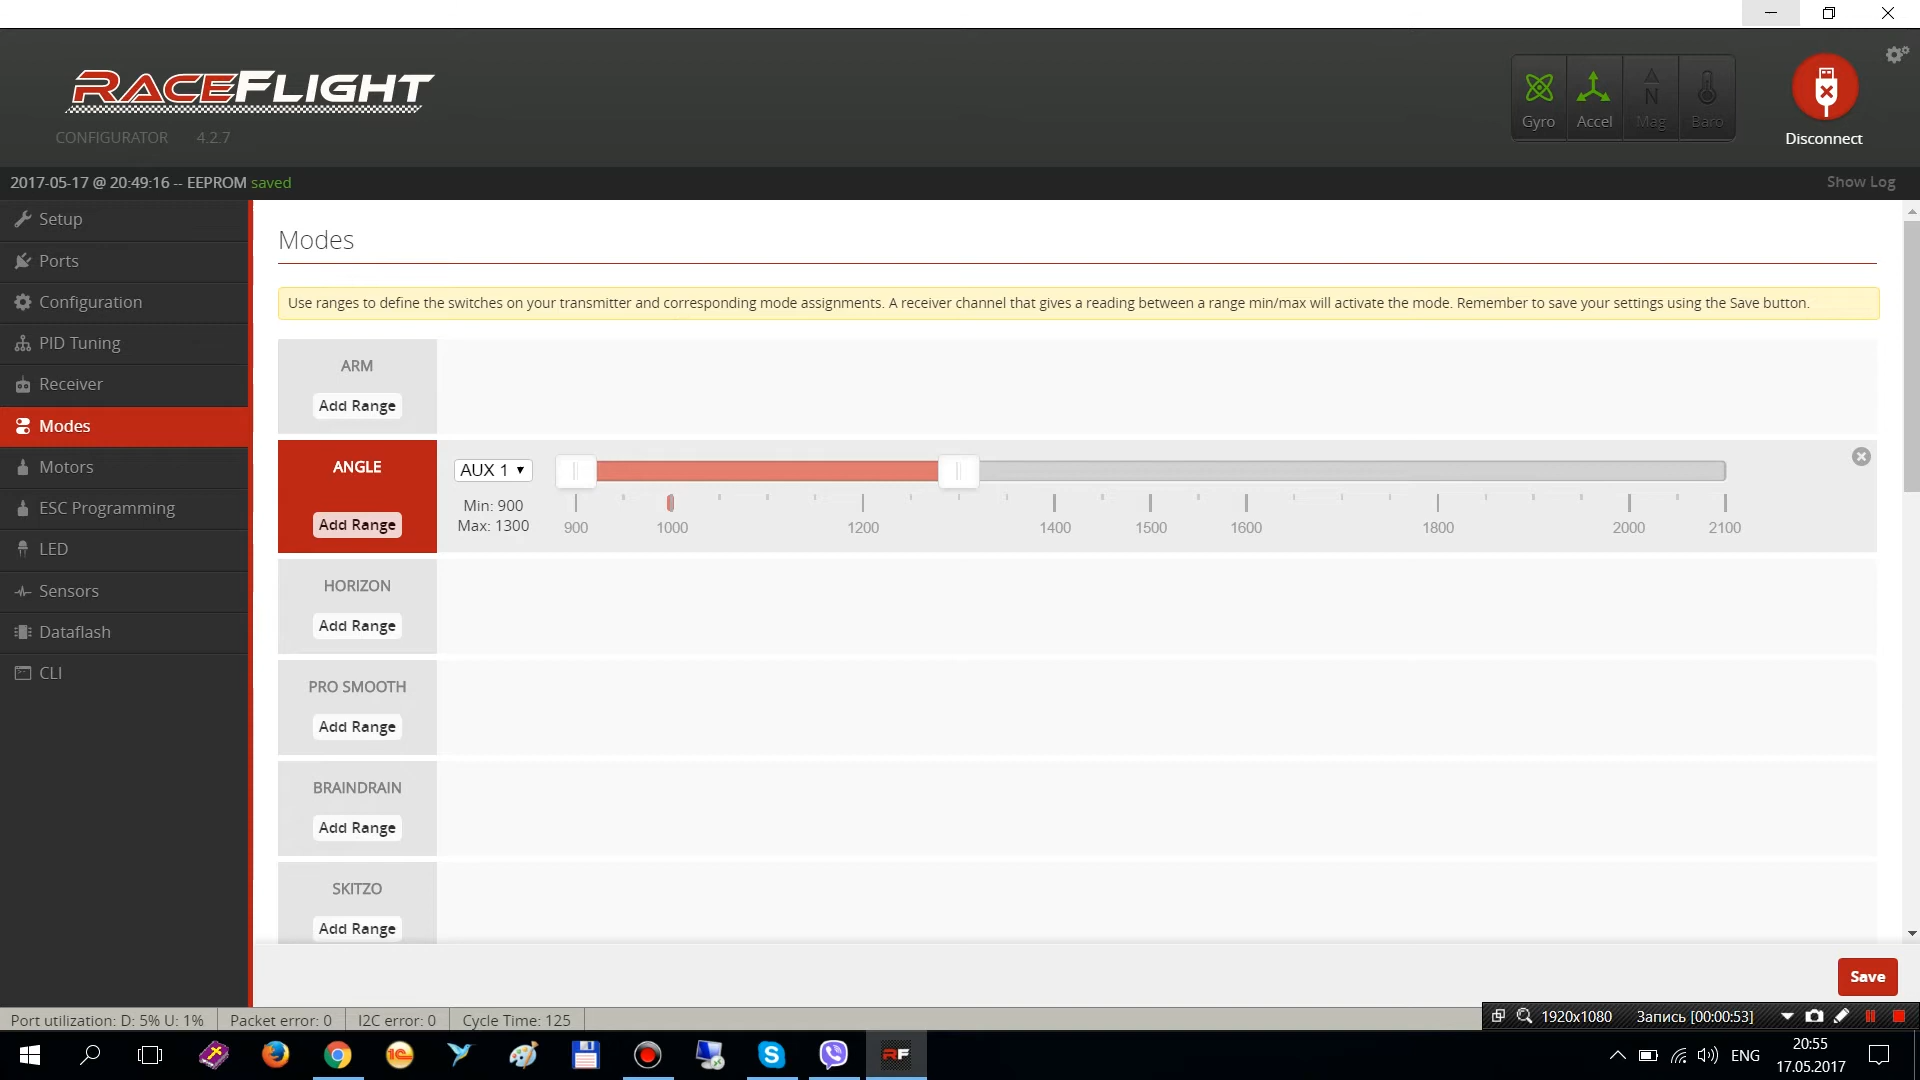 RACEFLIGHT
CONFIGURATOR 4.2.7
Gyro Accel Mag Baro
Disconnect
2017-05-17 @ 20:49:16 -- EEPROM saved
Show Log
Setup
Ports
Configuration
PID Tuning
Receiver
Modes
Motors
ESC Programming
LED
Sensors
Dataflash
CLI
Modes
Use ranges to define the switches on your transmitter and corresponding mode assignments. A receiver channel that gives a reading between a range min/max will activate the mode. Remember to save your settings using the Save button.
ARM
Add Range
ANGLE
Add Range
AUX 1
Min: 900
Max: 1300
900 1000 1200 1400 1500 1600 1800 2000 2100
HORIZON
Add Range
PRO SMOOTH
Add Range
BRAINDRAIN
Add Range
SKITZO
Add Range
Save
Port utilization: D: 5% U: 1% Packet error: 0 I2C error: 0 Cycle Time: 125
1920x1080 Запись [00:00:53]
1C
RF
ENG
20:55
17.05.2017